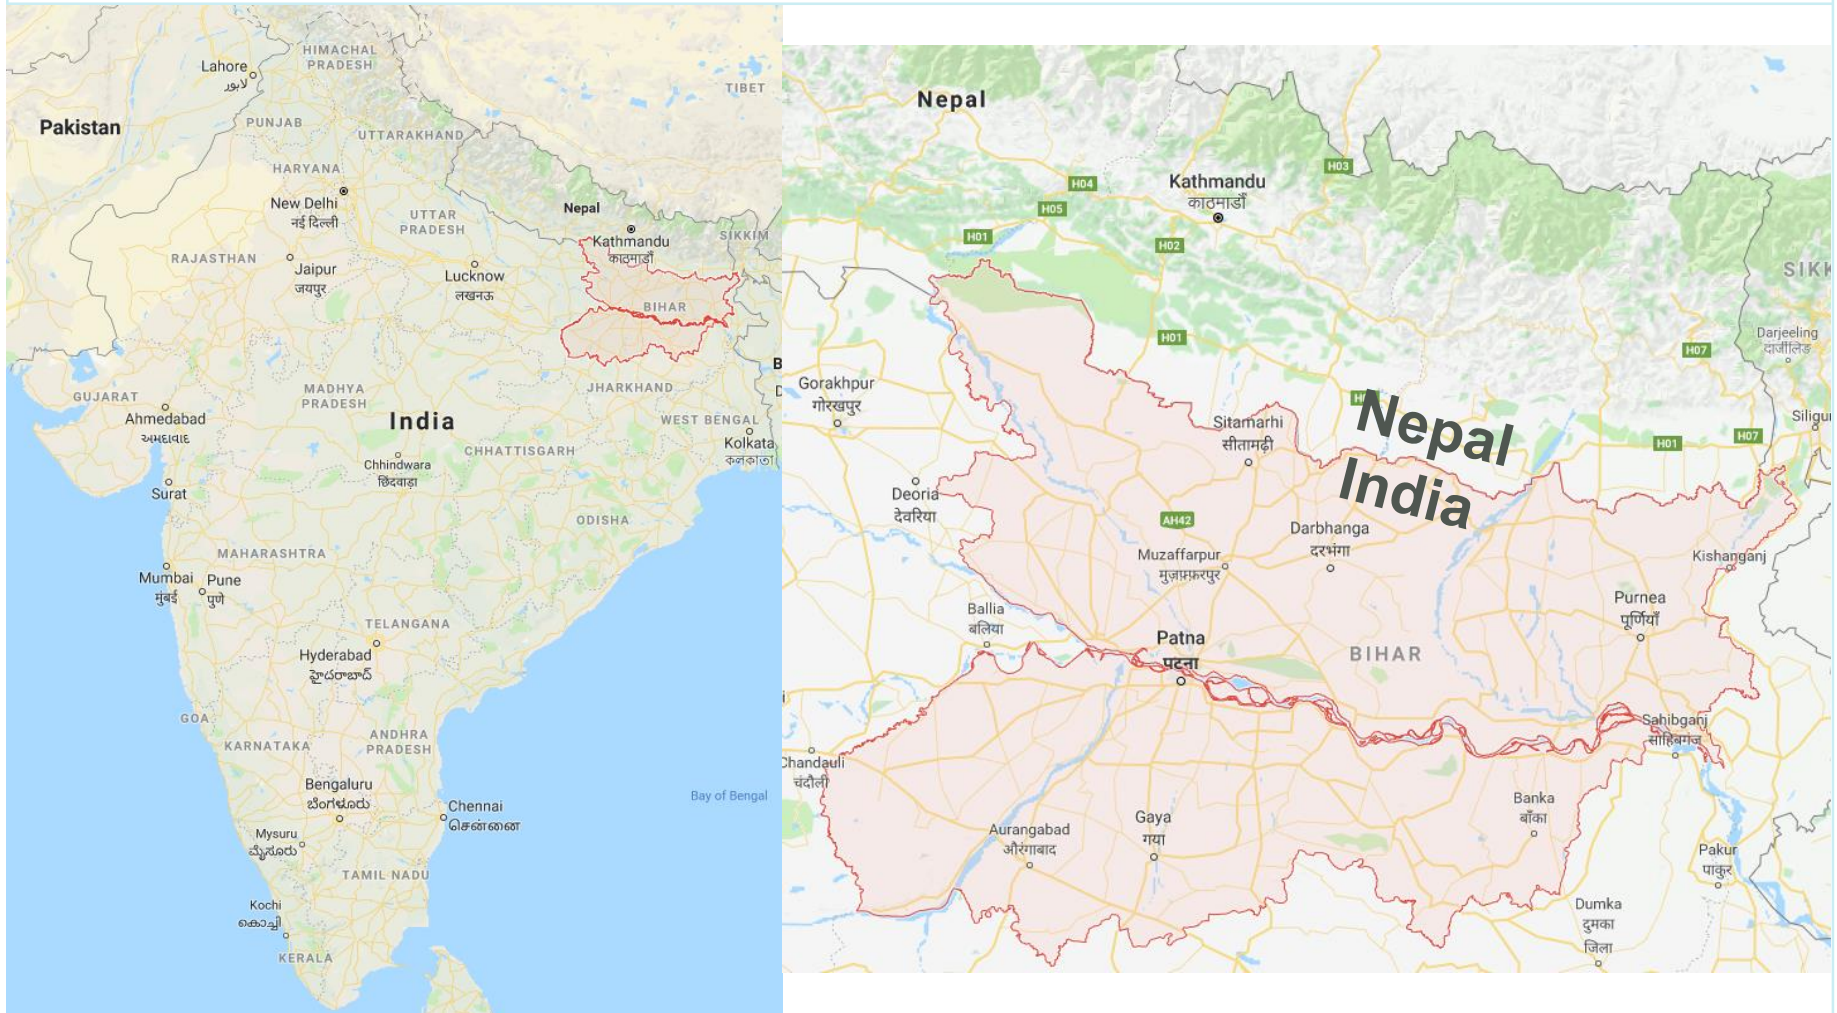 HIMACHAL
PRADESH
Lahore
لاہور
TIBET
Pakistan
PUNJAB
UTTARAKHAND
HARYANA
New Delhi
नई दिल्ली
Nepal
UTTAR
PRADESH
SIKKIM
Kathmandu
काठमाडौं
RAJASTHAN
Jaipur
जयपुर
Lucknow
लखनऊ
BIHAR
B
GUJARAT
MADHYA
PRADESH
JHARKHAND
Ahmedabad
અમદાવાદ
India
WEST BENGAL
Kolkata
কলকাতা
CHHATTISGARH
Chhindwara
छिंदवाड़ा
Surat
ODISHA
MAHARASHTRA
Mumbai
मुंबई
Pune
पुणे
TELANGANA
Hyderabad
హైదరాబాద్
GOA
KARNATAKA
ANDHRA
PRADESH
Bengaluru
ಬೆಂಗಳೂರು
Bay of Bengal
Chennai
சென்னை
Mysuru
ಮೈಸೂರು
TAMIL NADU
Kochi
കൊച്ചി
KERALA
Nepal
H03
H04
Kathmandu
काठमाडौं
H05
H01
H02
SIKK
H01
Darjeeling
दार्जीलिङ
H07
Gorakhpur
गोरखपुर
Nepal
India
Sitamarhi
सीतामढ़ी
Siligu
H01
H07
Deoria
देवरिया
AH42
Darbhanga
दरभंगा
Muzaffarpur
मुज़फ़्फ़रपुर
Kishanganj
Ballia
बलिया
Purnea
पूर्णियाँ
Patna
पटना
BIHAR
Sahibganj
साहिबगंज
Chandauli
चंदौली
Banka
बाँका
Gaya
गया
Aurangabad
औरंगाबाद
Pakur
पाकुर
Dumka
दुमका
जिला